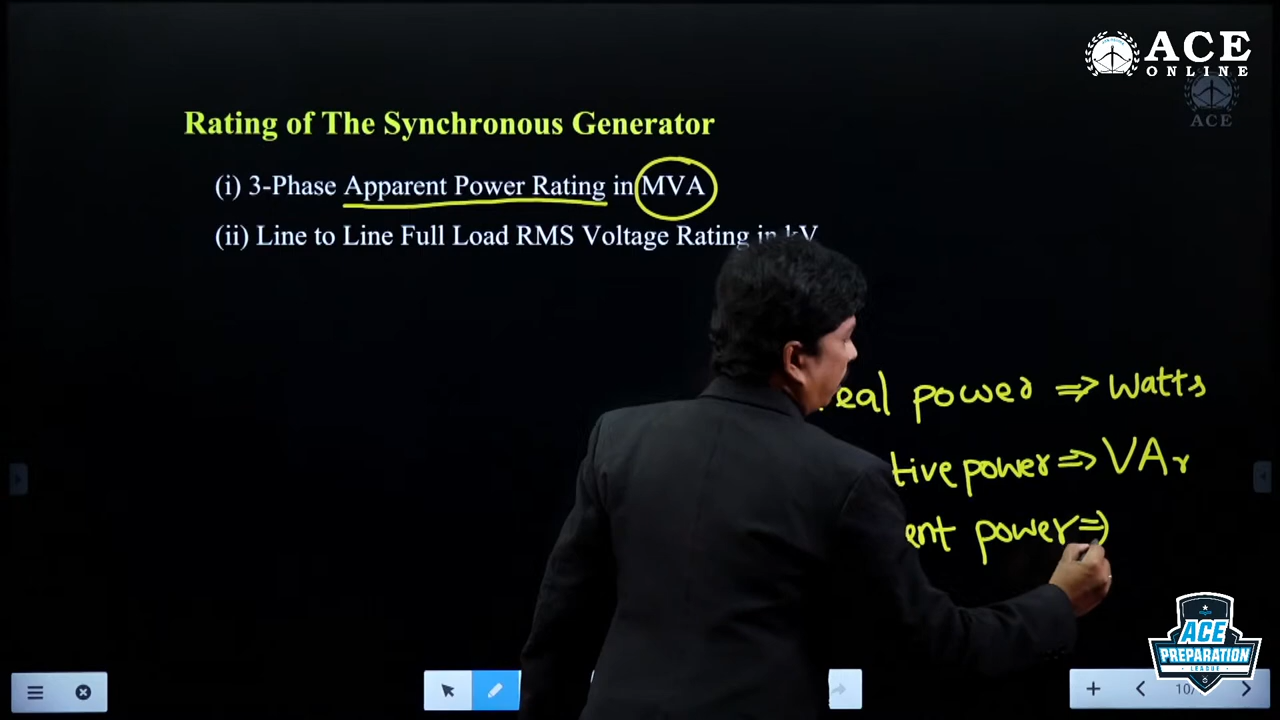 ACE
ONLINE
ACE
Rating of The Synchronous Generator
(i) 3-Phase Apparent Power Rating in MVA
(ii) Line to Line Full Load RMS Voltage Rating in kV
eal power ⇒ Watts
tive power ⇒ VAr
ent power ⇒
ACE
PREPARATION
LEAGUE
10/